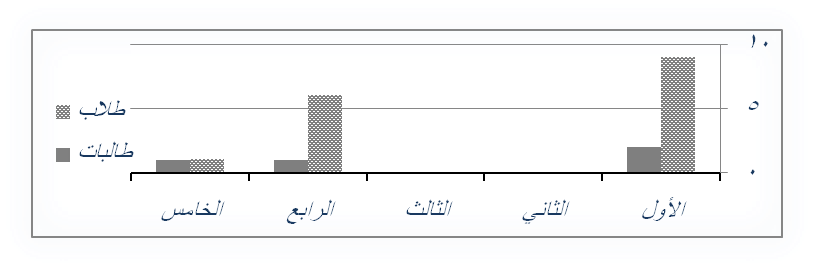 ١٠
٥
٠
الأول
الثاني
الثالث
الرابع
الخامس
طلاب
طالبات